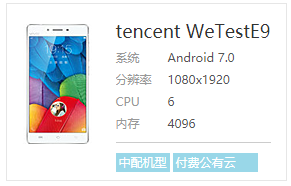 tencent WeTestE9
系统 Android 7.0
分辨率 1080x1920
CPU 6
内存 4096
中配机型 付费公有云